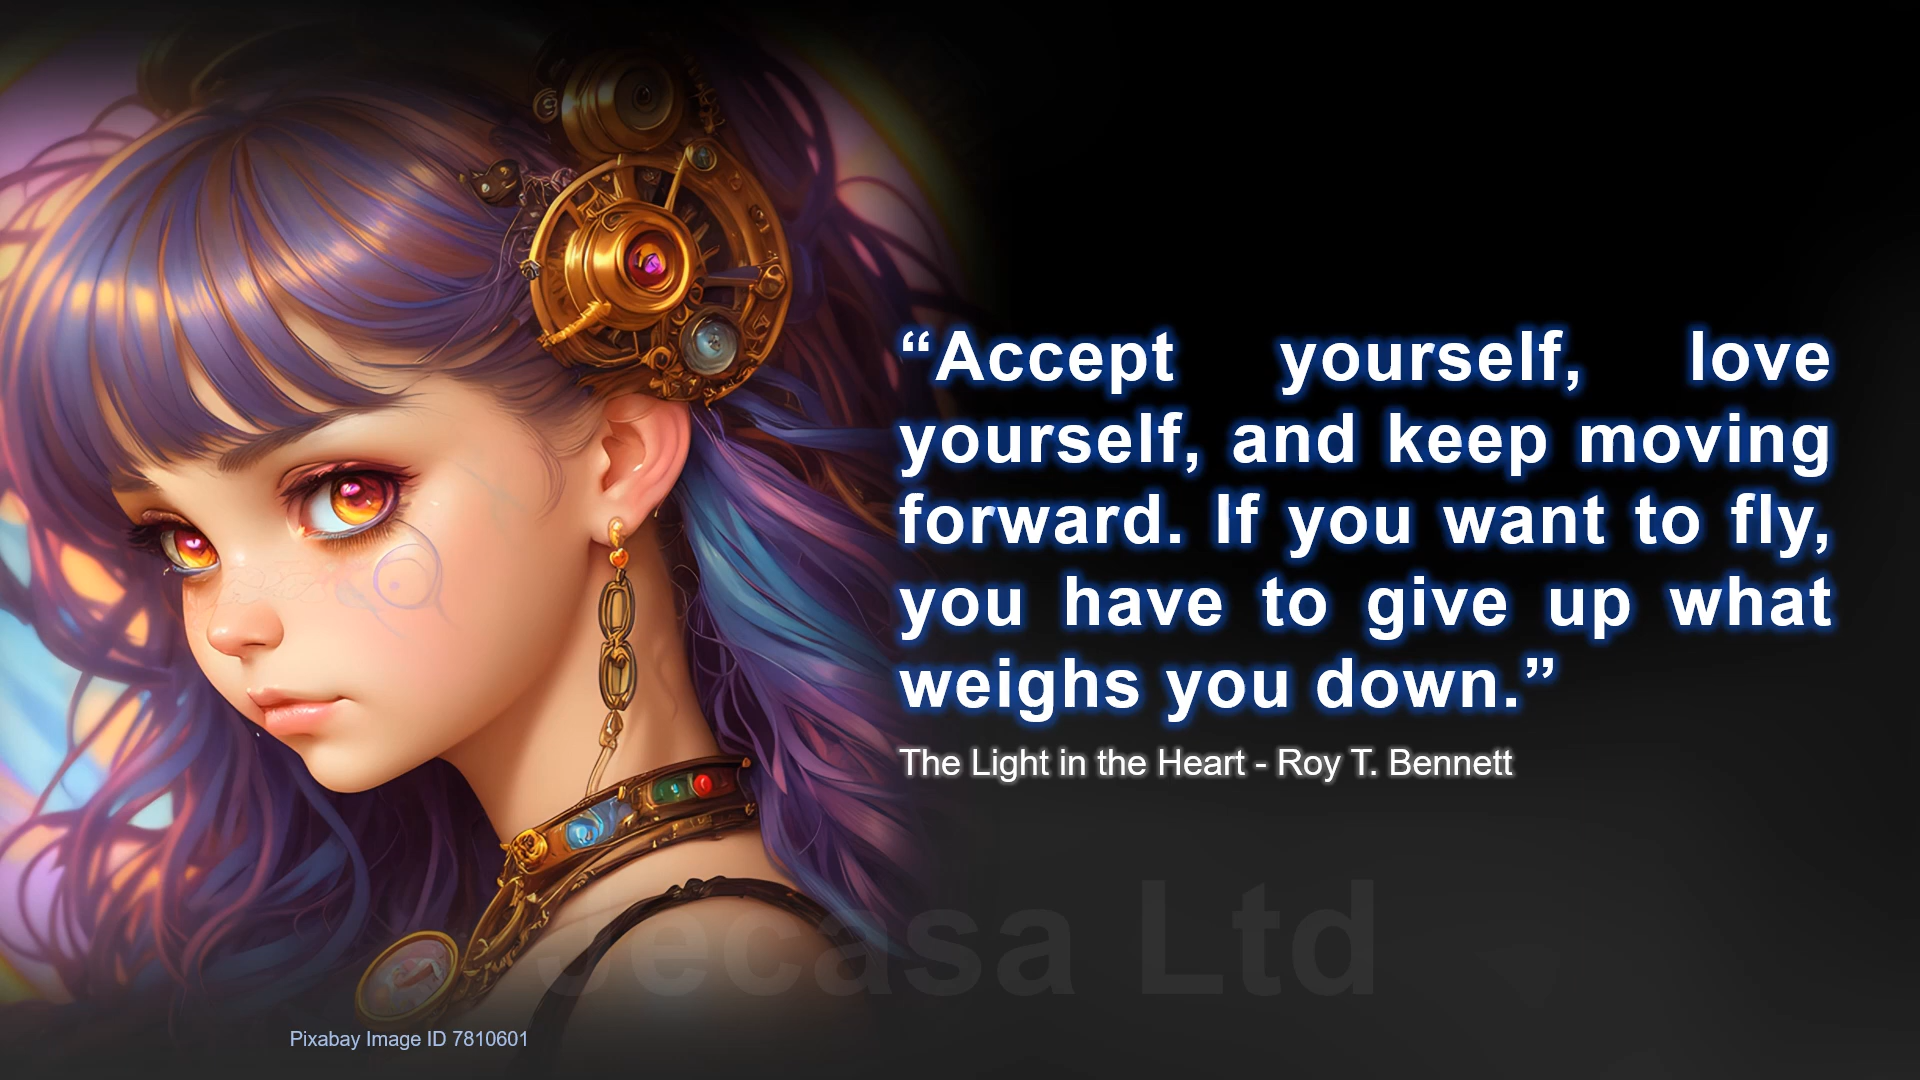 “Accept yourself, love
yourself, and keep moving
forward. If you want to fly,
you have to give up what
weighs you down.”
The Light in the Heart - Roy T. Bennett
Jecasa Ltd
Pixabay Image ID 7810601